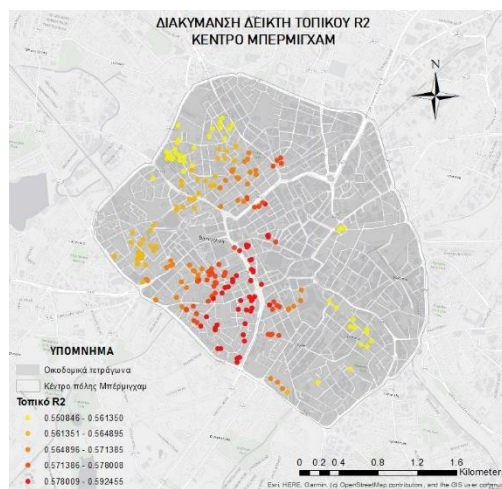 ΔΙΑΚΥΜΑΝΣΗ ΔΕΙΚΤΗ ΤΟΠΙΚΟΥ R2
ΚΕΝΤΡΟ ΜΠΕΡΜΙΓΧΑΜ
N
ΥΠΟΜΝΗΜΑ
Οικοδομικά τετράγωνα
Κέντρο πόλης Μπέρμιγχαμ
Τοπικό R2
0.550846 - 0.561350
0.561351 - 0.564895
0.564896 - 0.571385
0.571386 - 0.578008
0.578009 - 0.592455
0 0.2 0.4 0.8 1.2 1.6
Kilometers
Esri, HERE, Garmin, (c) OpenStreetMap contributors, and the GIS user